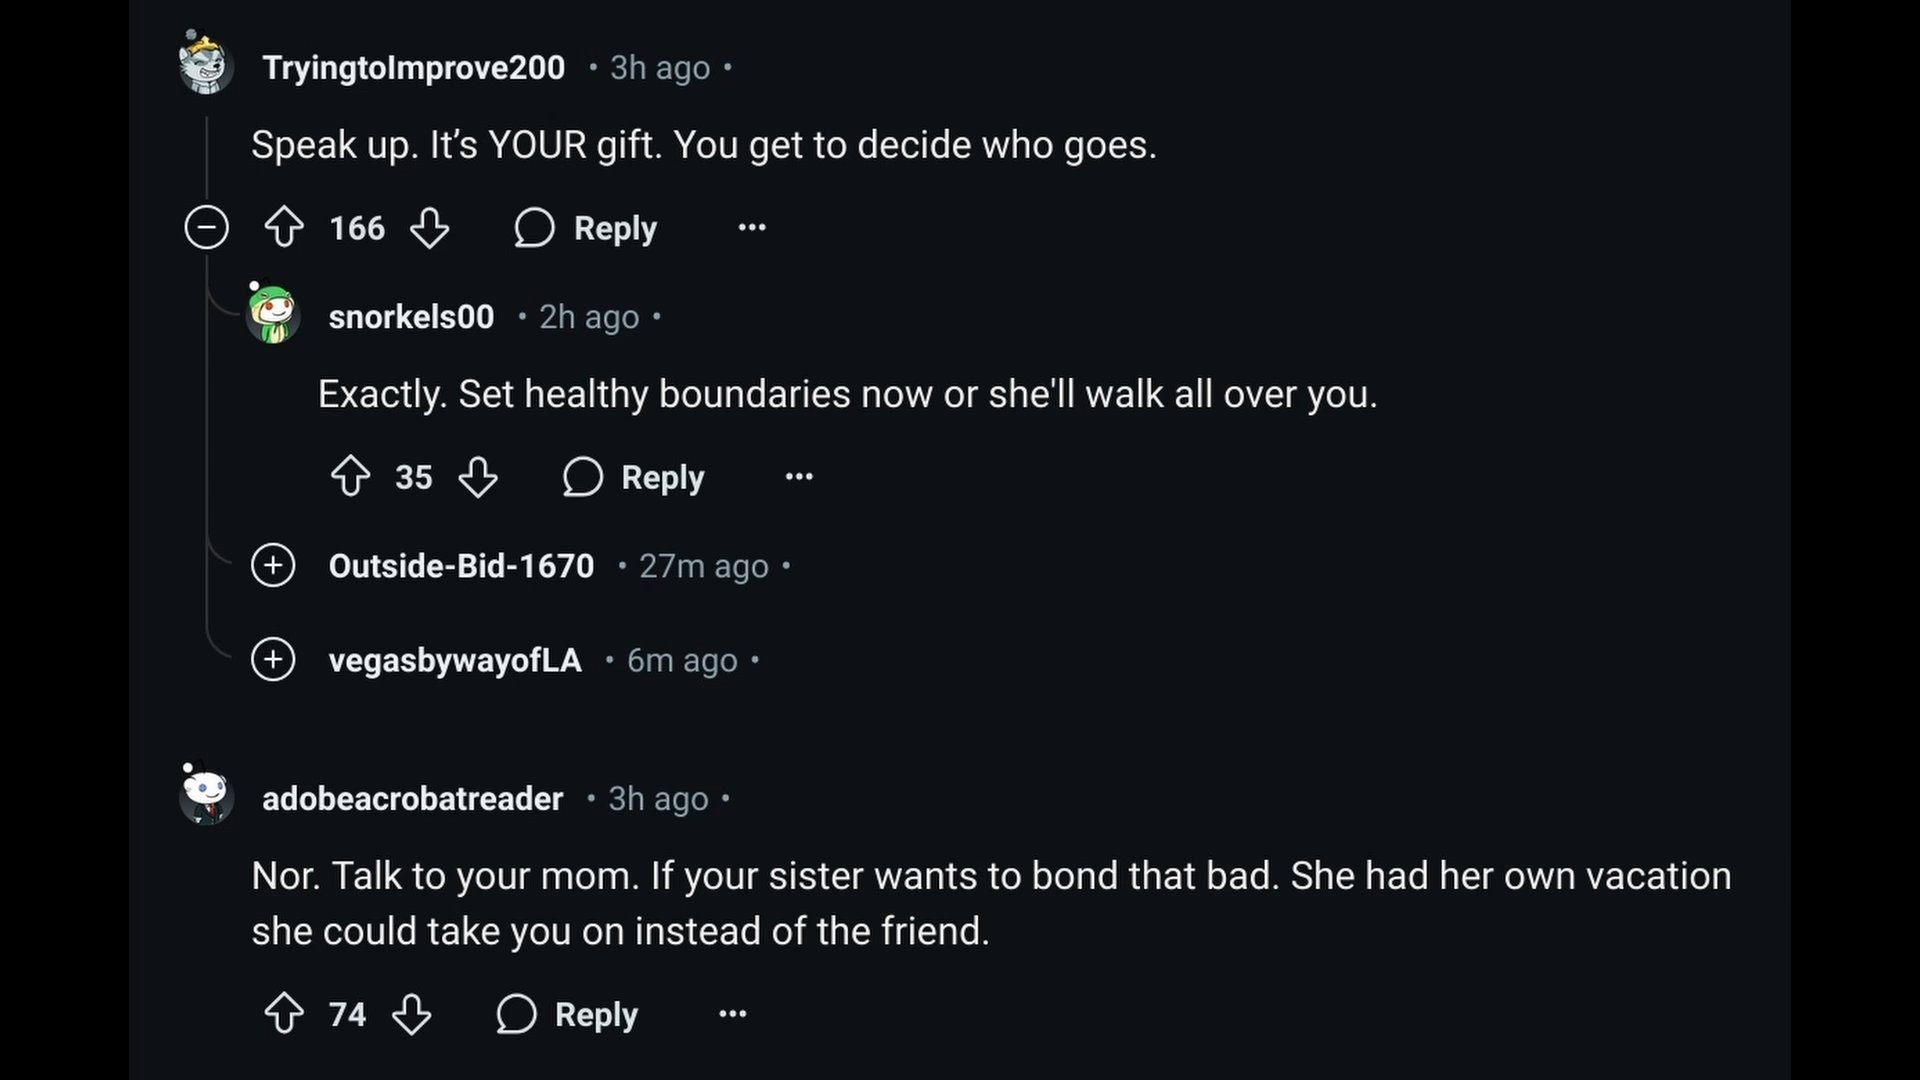 TryingtoImprove200 • 3h ago •
Speak up. It’s YOUR gift. You get to decide who goes.
166 Reply ...
snorkels00 • 2h ago •
Exactly. Set healthy boundaries now or she'll walk all over you.
35 Reply ...
Outside-Bid-1670 • 27m ago •
vegasbywayofLA • 6m ago •
adobeacrobatreader • 3h ago •
Nor. Talk to your mom. If your sister wants to bond that bad. She had her own vacation
she could take you on instead of the friend.
74 Reply ...